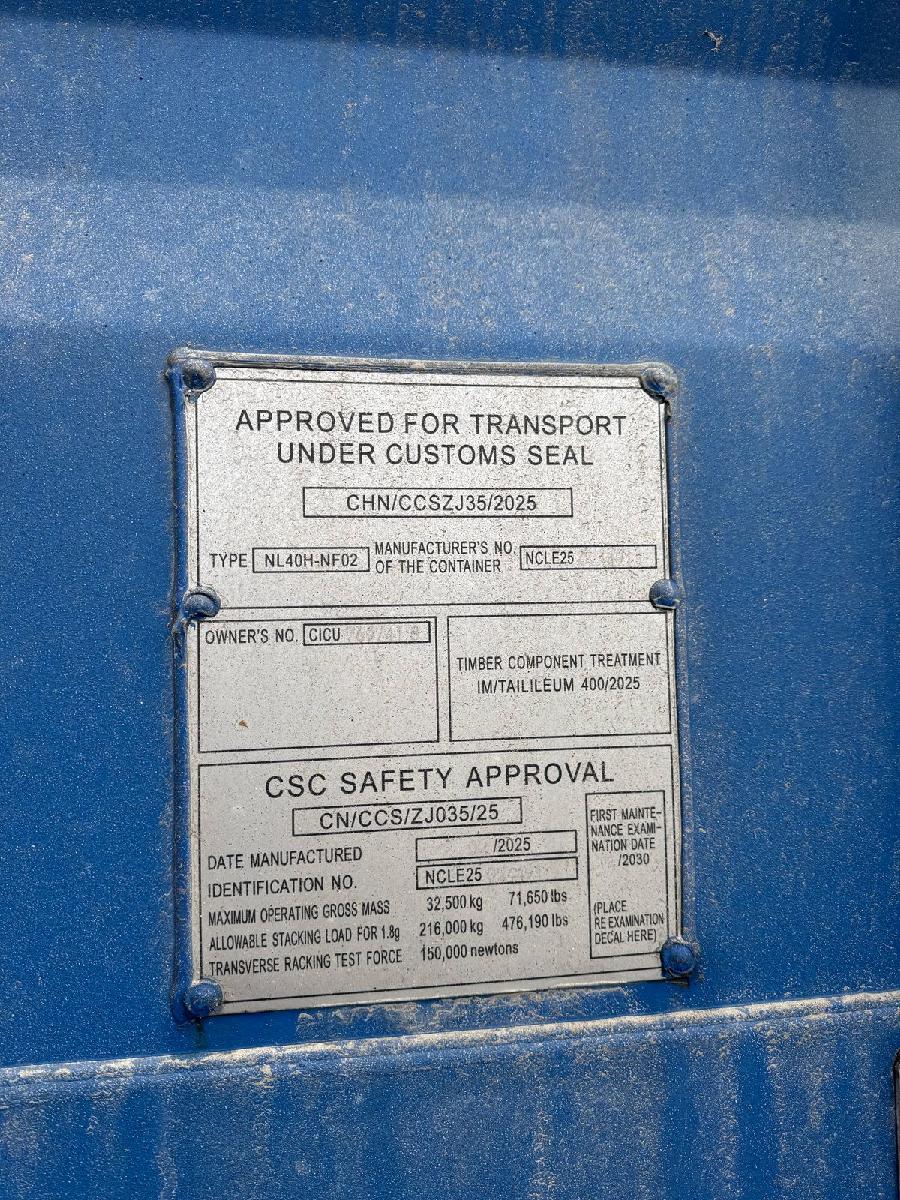 APPROVED FOR TRANSPORT
UNDER CUSTOMS SEAL
CHN/CCSZJ35/2025
TYPE NL40H-NF02 MANUFACTURER'S NO. OF THE CONTAINER NCLE25
OWNER'S NO. CICU
TIMBER COMPONENT TREATMENT
IM/TAILILEUM 400/2025
CSC SAFETY APPROVAL
CN/CCS/ZJ035/25
DATE MANUFACTURED /2025
IDENTIFICATION NO. NCLE25
MAXIMUM OPERATING GROSS MASS 32,500 kg 71,650 lbs
ALLOWABLE STACKING LOAD FOR 1.8g 216,000 kg 476,190 lbs
TRANSVERSE RACKING TEST FORCE 150,000 newtons
FIRST MAINTE-
NANCE EXAMI-
NATION DATE
/2030
(PLACE
RE EXAMINATION
DECAL HERE)